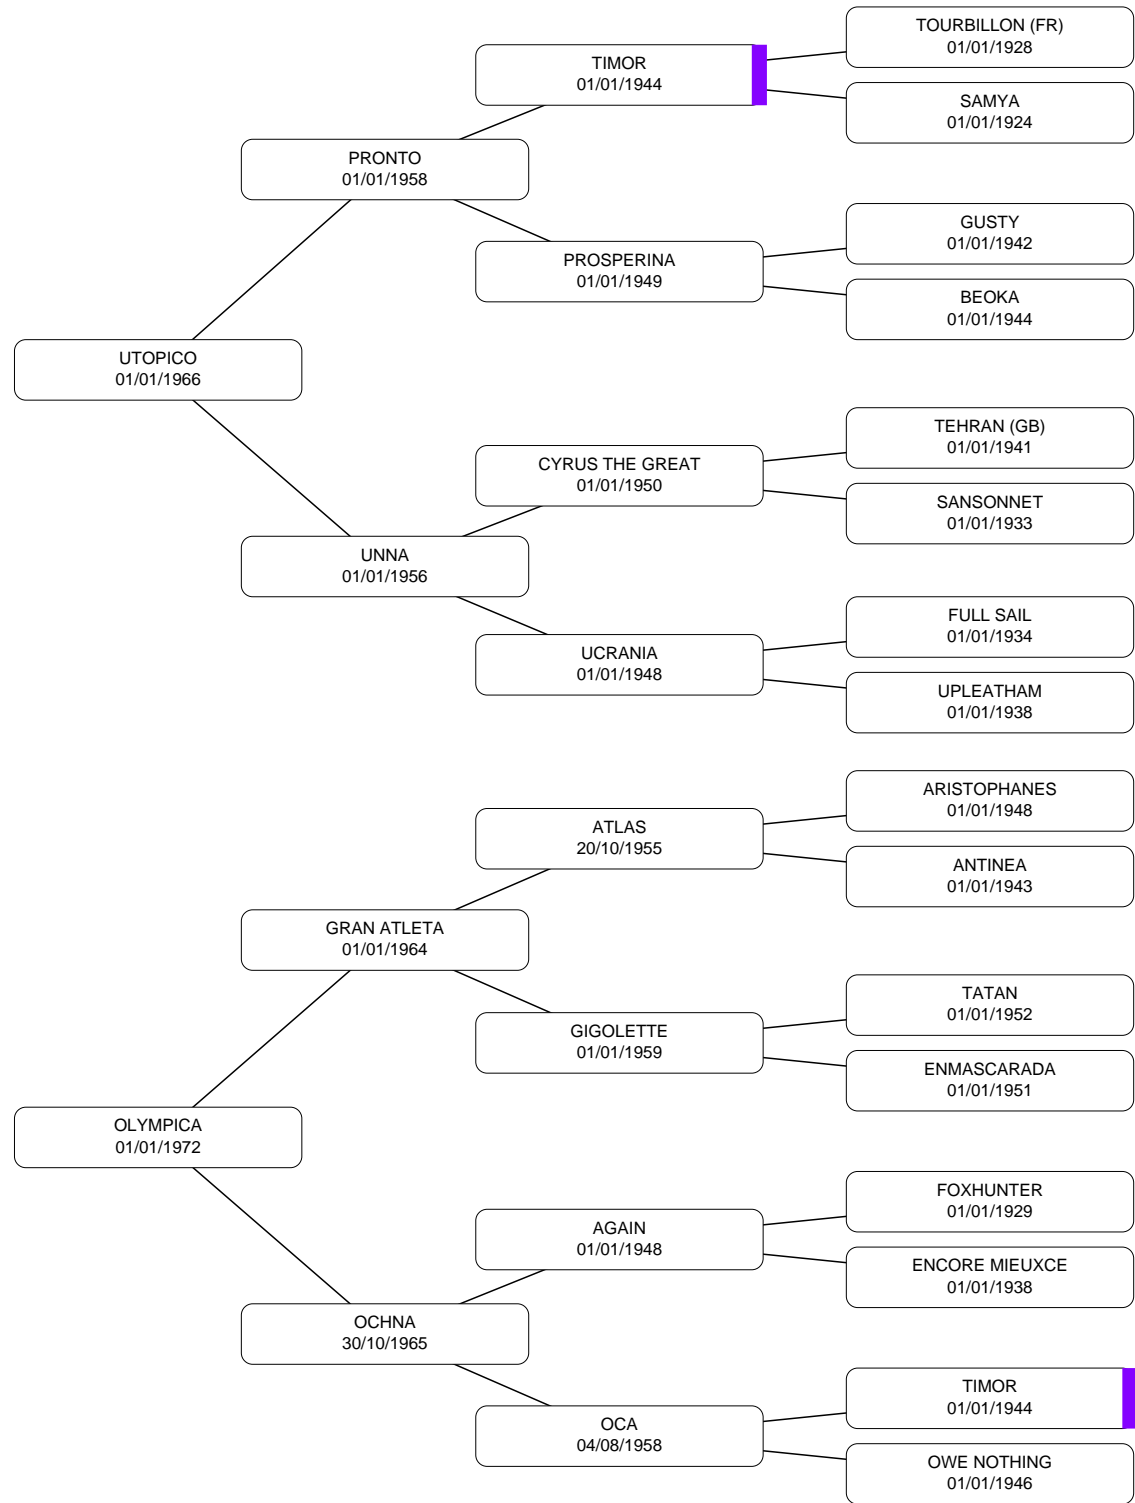 TOURBILLON (FR)
01/01/1928
TIMOR
01/01/1944
SAMYA
01/01/1924
PRONTO
01/01/1958
GUSTY
01/01/1942
PROSPERINA
01/01/1949
BEOKA
01/01/1944
UTOPICO
01/01/1966
TEHRAN (GB)
01/01/1941
CYRUS THE GREAT
01/01/1950
SANSONNET
01/01/1933
UNNA
01/01/1956
FULL SAIL
01/01/1934
UCRANIA
01/01/1948
UPLEATHAM
01/01/1938
ARISTOPHANES
01/01/1948
ATLAS
20/10/1955
ANTINEA
01/01/1943
GRAN ATLETA
01/01/1964
TATAN
01/01/1952
GIGOLETTE
01/01/1959
ENMASCARADA
01/01/1951
OLYMPICA
01/01/1972
FOXHUNTER
01/01/1929
AGAIN
01/01/1948
ENCORE MIEUXCE
01/01/1938
OCHNA
30/10/1965
TIMOR
01/01/1944
OCA
04/08/1958
OWE NOTHING
01/01/1946